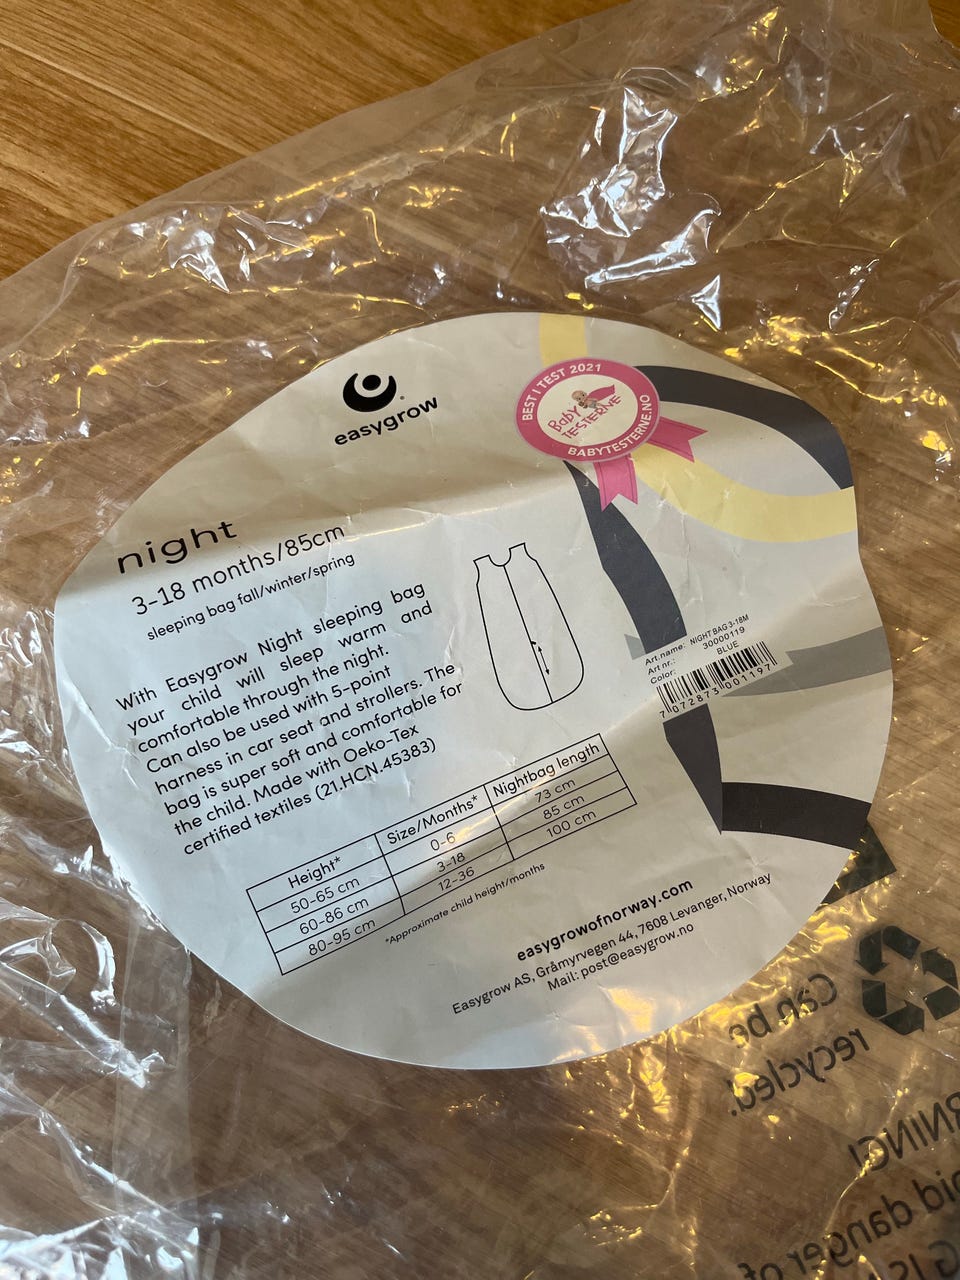 easygrow
BEST I TEST 2021
BABY
TESTERNE
BABYTESTERNE.NO
night
3-18 months/85cm
sleeping bag fall/winter/spring
With Easygrow Night sleeping bag
your child will sleep warm and
comfortable through the night.
Can also be used with 5-point
harness in car seat and strollers. The
bag is super soft and comfortable for
the child. Made with Oeko-Tex
certified textiles (21.HCN.45383)
Art.name: NIGHT BAG 3-18M
Art nr.: 30000119
Color: BLUE
7 072873 001197
Height* Size/Months* Nightbag length
50-65 cm 0-6 73 cm
60-86 cm 3-18 85 cm
80-95 cm 12-36 100 cm
*Approximate child height/months
easygrowofnorway.com
Easygrow AS, Gråmyrvegen 44, 7608 Levanger, Norway
Mail: post@easygrow.no
Can be
recycled.
danger